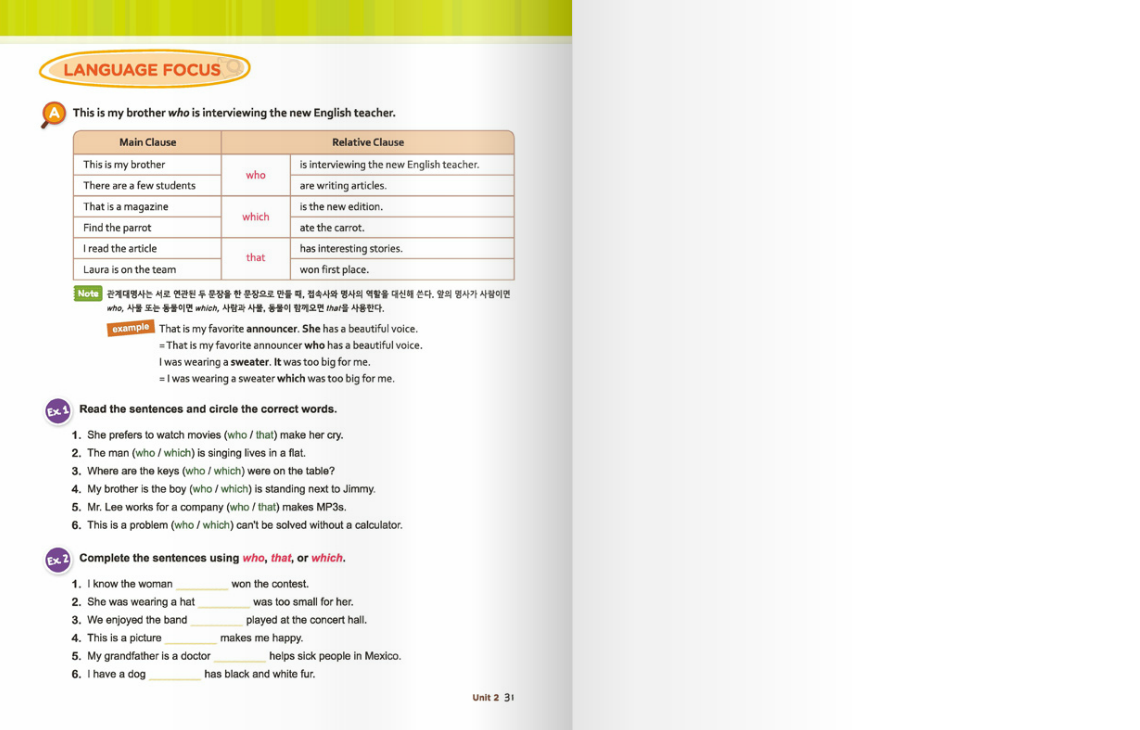 LANGUAGE FOCUS
A This is my brother who is interviewing the new English teacher.
Main Clause Relative Clause
This is my brother who is interviewing the new English teacher.
There are a few students are writing articles.
That is a magazine which is the new edition.
Find the parrot ate the carrot.
I read the article that has interesting stories.
Laura is on the team won first place.
Note 관계대명사는 서로 연관된 두 문장을 한 문장으로 만들 때, 접속사와 명사의 역할을 대신해 쓴다. 앞의 명사가 사람이면
who, 사물 또는 동물이면 which, 사람과 사물, 동물이 함께오면 that을 사용한다.
example That is my favorite announcer. She has a beautiful voice.
= That is my favorite announcer who has a beautiful voice.
I was wearing a sweater. It was too big for me.
= I was wearing a sweater which was too big for me.
Ex.1 Read the sentences and circle the correct words.
1. She prefers to watch movies (who / that) make her cry.
2. The man (who / which) is singing lives in a flat.
3. Where are the keys (who / which) were on the table?
4. My brother is the boy (who / which) is standing next to Jimmy.
5. Mr. Lee works for a company (who / that) makes MP3s.
6. This is a problem (who / which) can't be solved without a calculator.
Ex.2 Complete the sentences using who, that, or which.
1. I know the woman ________ won the contest.
2. She was wearing a hat ________ was too small for her.
3. We enjoyed the band ________ played at the concert hall.
4. This is a picture ________ makes me happy.
5. My grandfather is a doctor ________ helps sick people in Mexico.
6. I have a dog ________ has black and white fur.
Unit 2 31